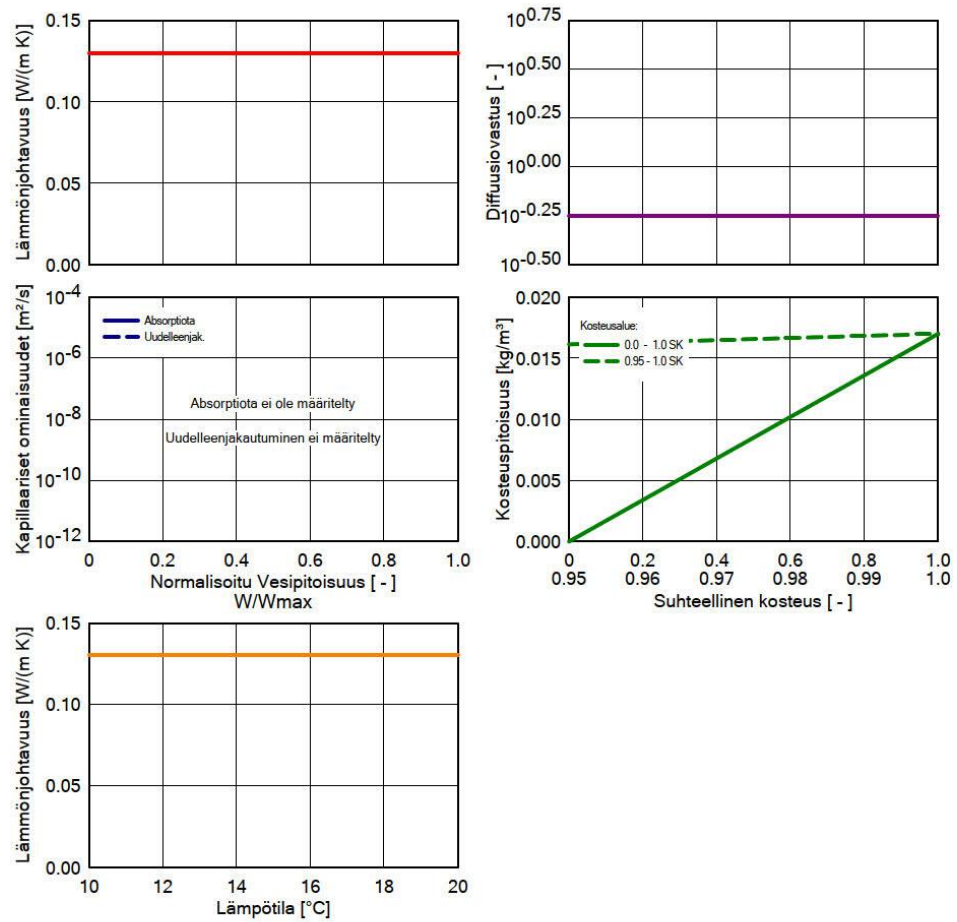 Lämmönjohtavuus [W/(m K)]
0.15
0.10
0.05
0.00
Diffuusiovastus [ - ]
10^0.75
10^0.50
10^0.25
10^0.00
10^-0.25
10^-0.50
Kapillaariset ominaisuudet [m²/s]
10^-4
10^-6
10^-8
10^-10
10^-12
Absorptiota
Uudelleenjak.
Absorptiota ei ole määritelty
Uudelleenjakautuminen ei määritelty
0 0.2 0.4 0.6 0.8 1.0
Normalisoitu Vesipitoisuus [ - ]
W/Wmax
Kosteuspitoisuus [kg/m³]
0.020
0.015
0.010
0.005
0.000
Kosteusalue:
0.0 - 1.0 SK
0.95 - 1.0 SK
0 0.2 0.4 0.6 0.8 1.0
0.95 0.96 0.97 0.98 0.99 1.0
Suhteellinen kosteus [ - ]
Lämmönjohtavuus [W/(m K)]
0.15
0.10
0.05
0.00
10 12 14 16 18 20
Lämpötila [°C]